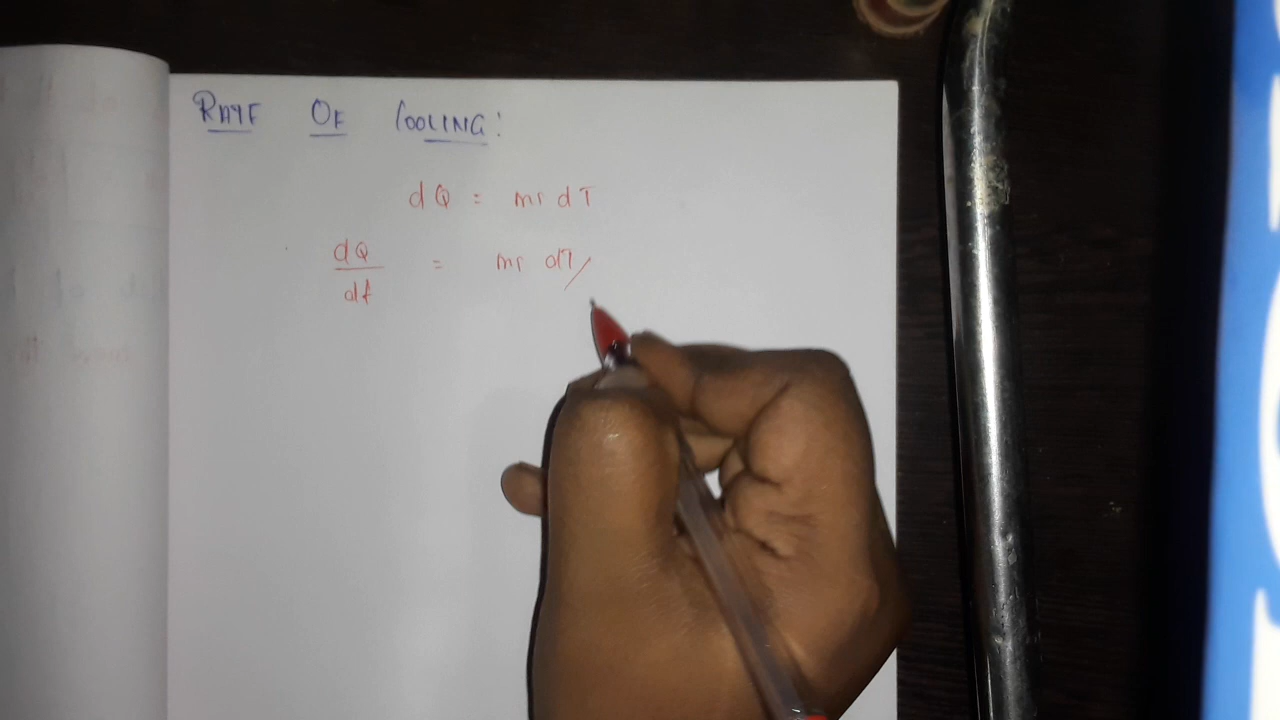 RATE OF COOLING:
dQ = ms dT
dQ/dt = ms dT/